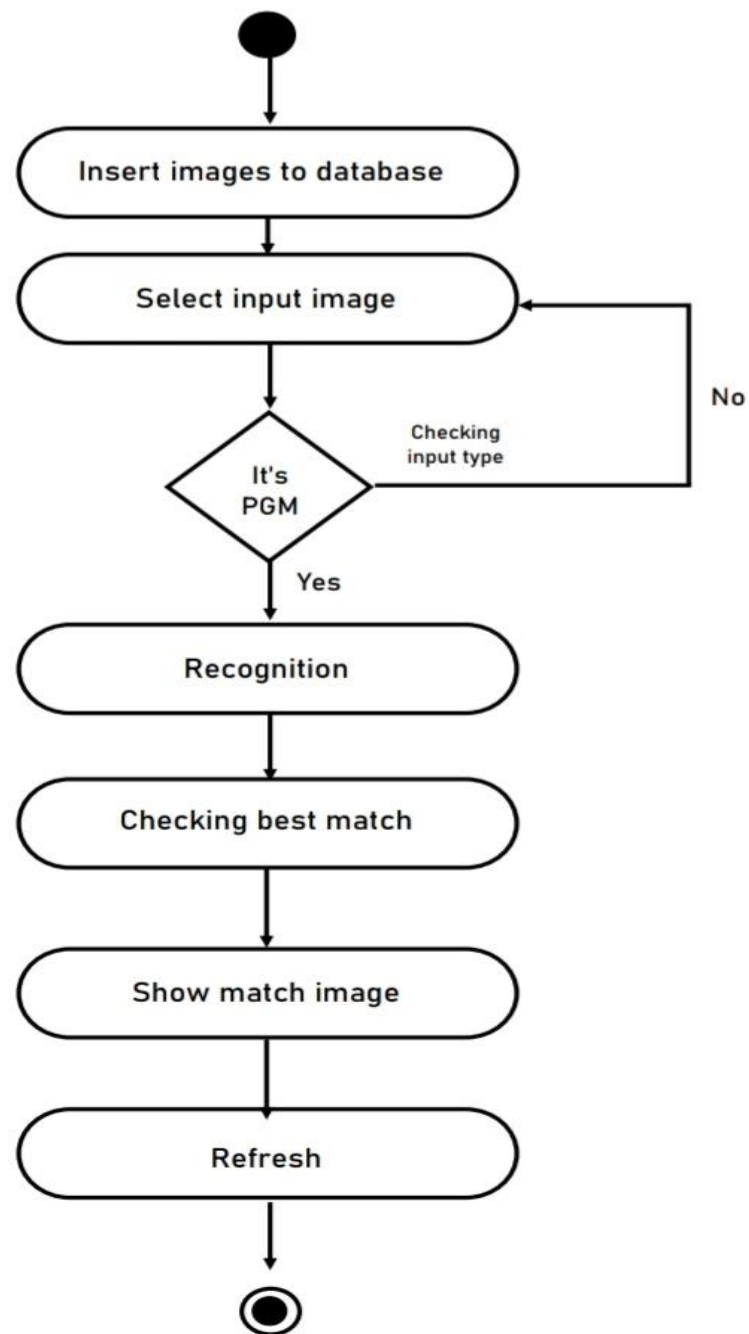 Insert images to database
Select input image
No
Checking
input type
It's
PGM
Yes
Recognition
Checking best match
Show match image
Refresh